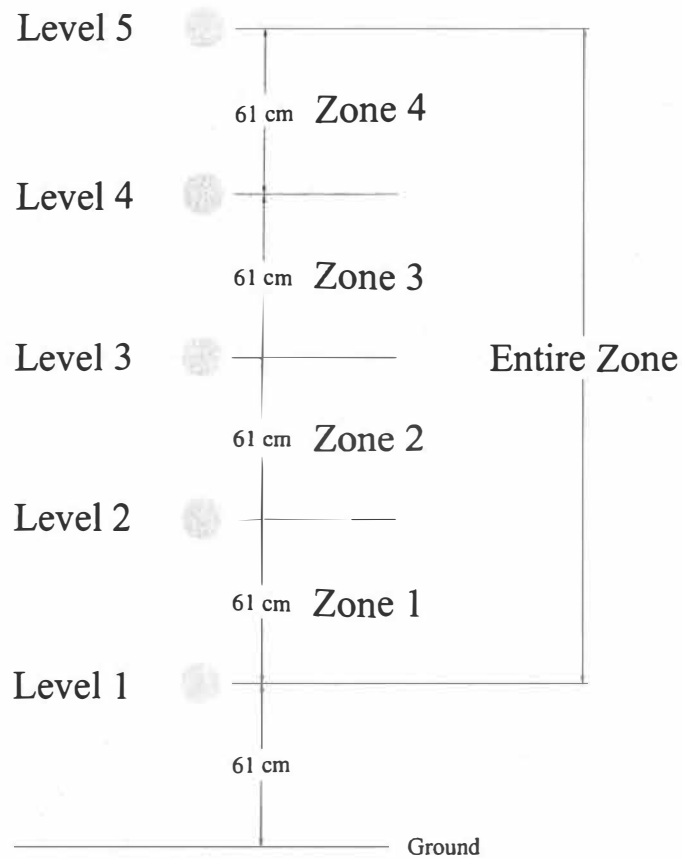 Level 5
61 cm Zone 4
Level 4
61 cm Zone 3
Level 3
Entire Zone
61 cm Zone 2
Level 2
61 cm Zone 1
Level 1
61 cm
Ground